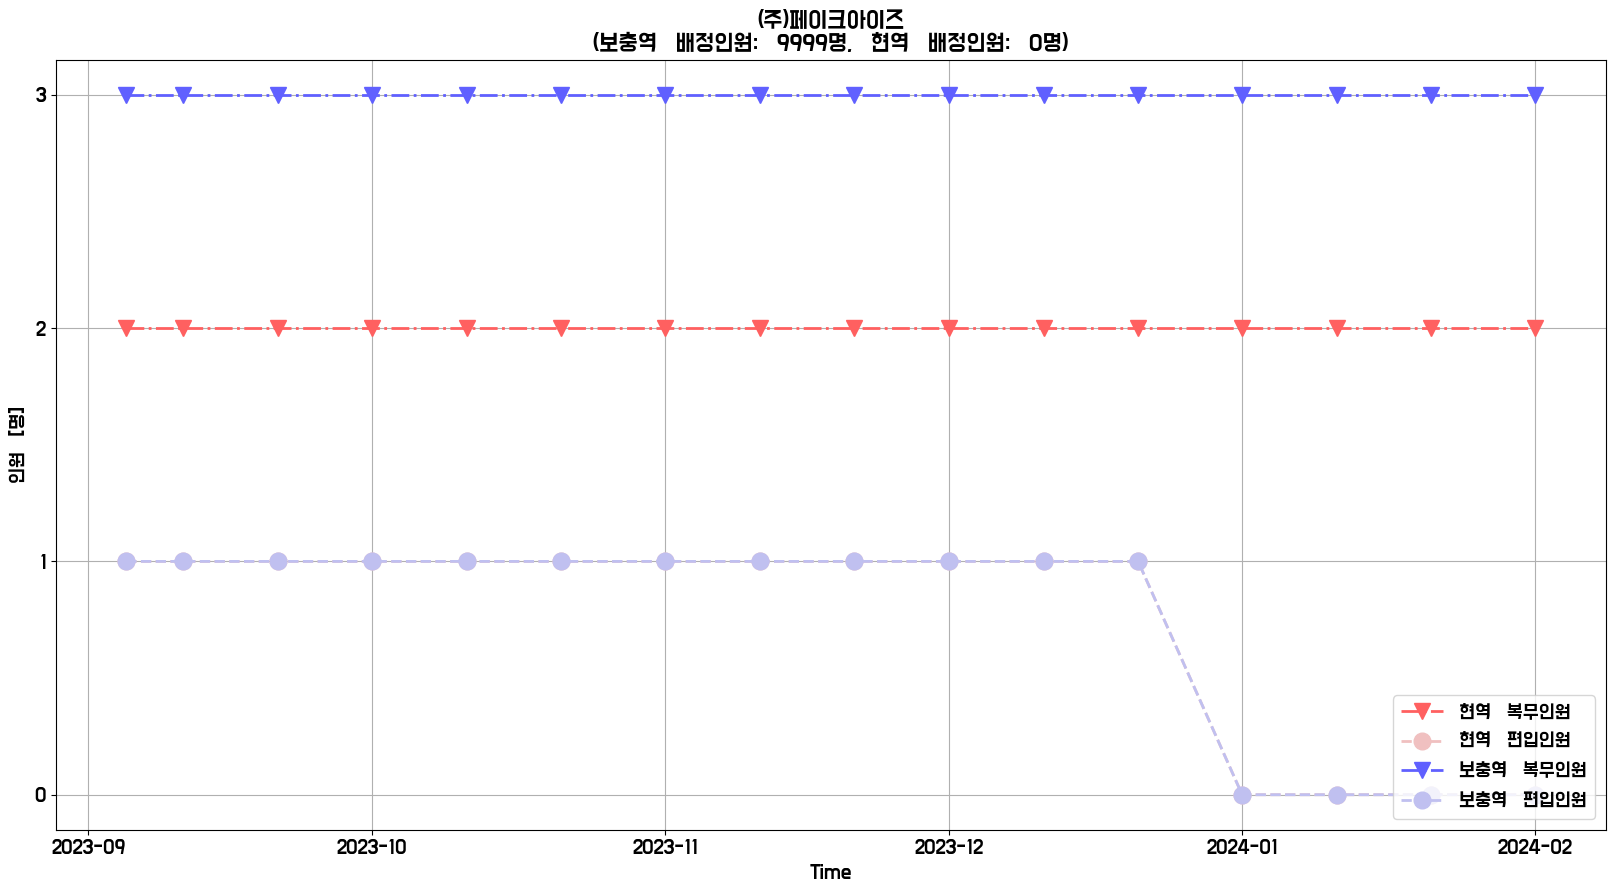 (주)페이크아이즈
(보충역 배정인원: 9999명, 현역 배정인원: 0명)
3
2
1
0
인원 [명]
현역 복무인원
현역 편입인원
보충역 복무인원
보충역 편입인원
2023-09 2023-10 2023-11 2023-12 2024-01 2024-02
Time